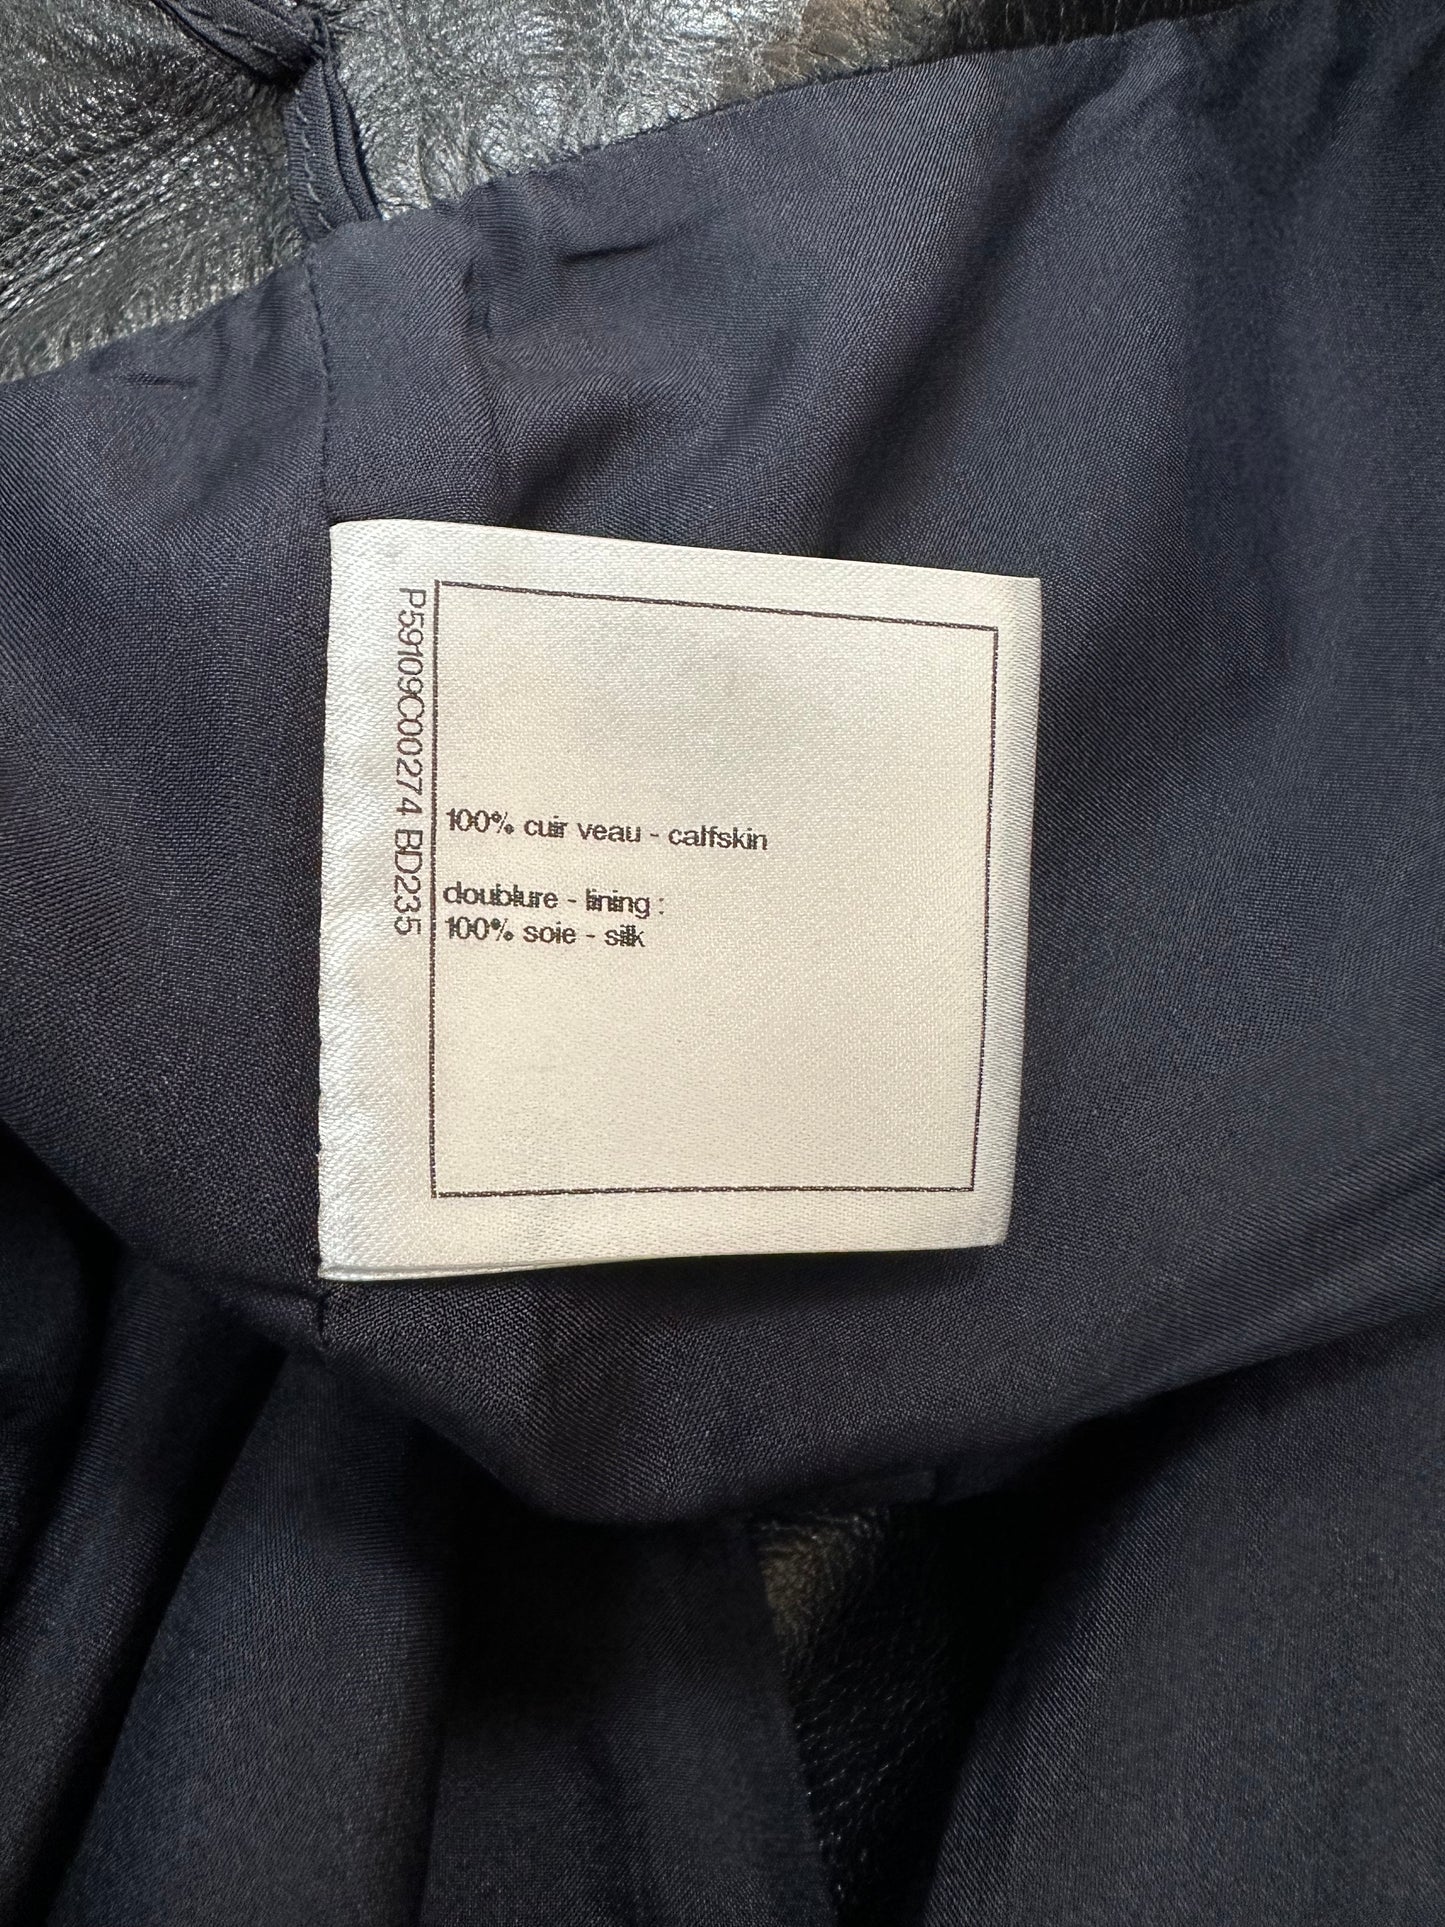 P59109C00274 BD235
100% cuir veau - calfskin
doublure - lining :
100% soie - silk